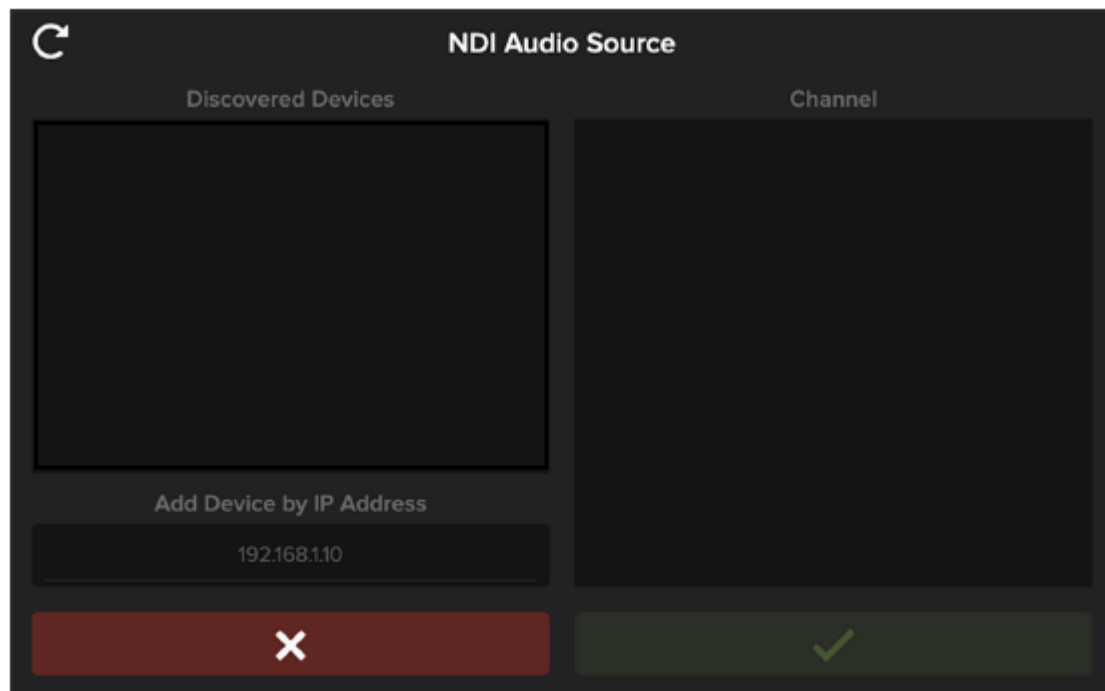 NDI Audio Source
Discovered Devices
Channel
Add Device by IP Address
192.168.1.10